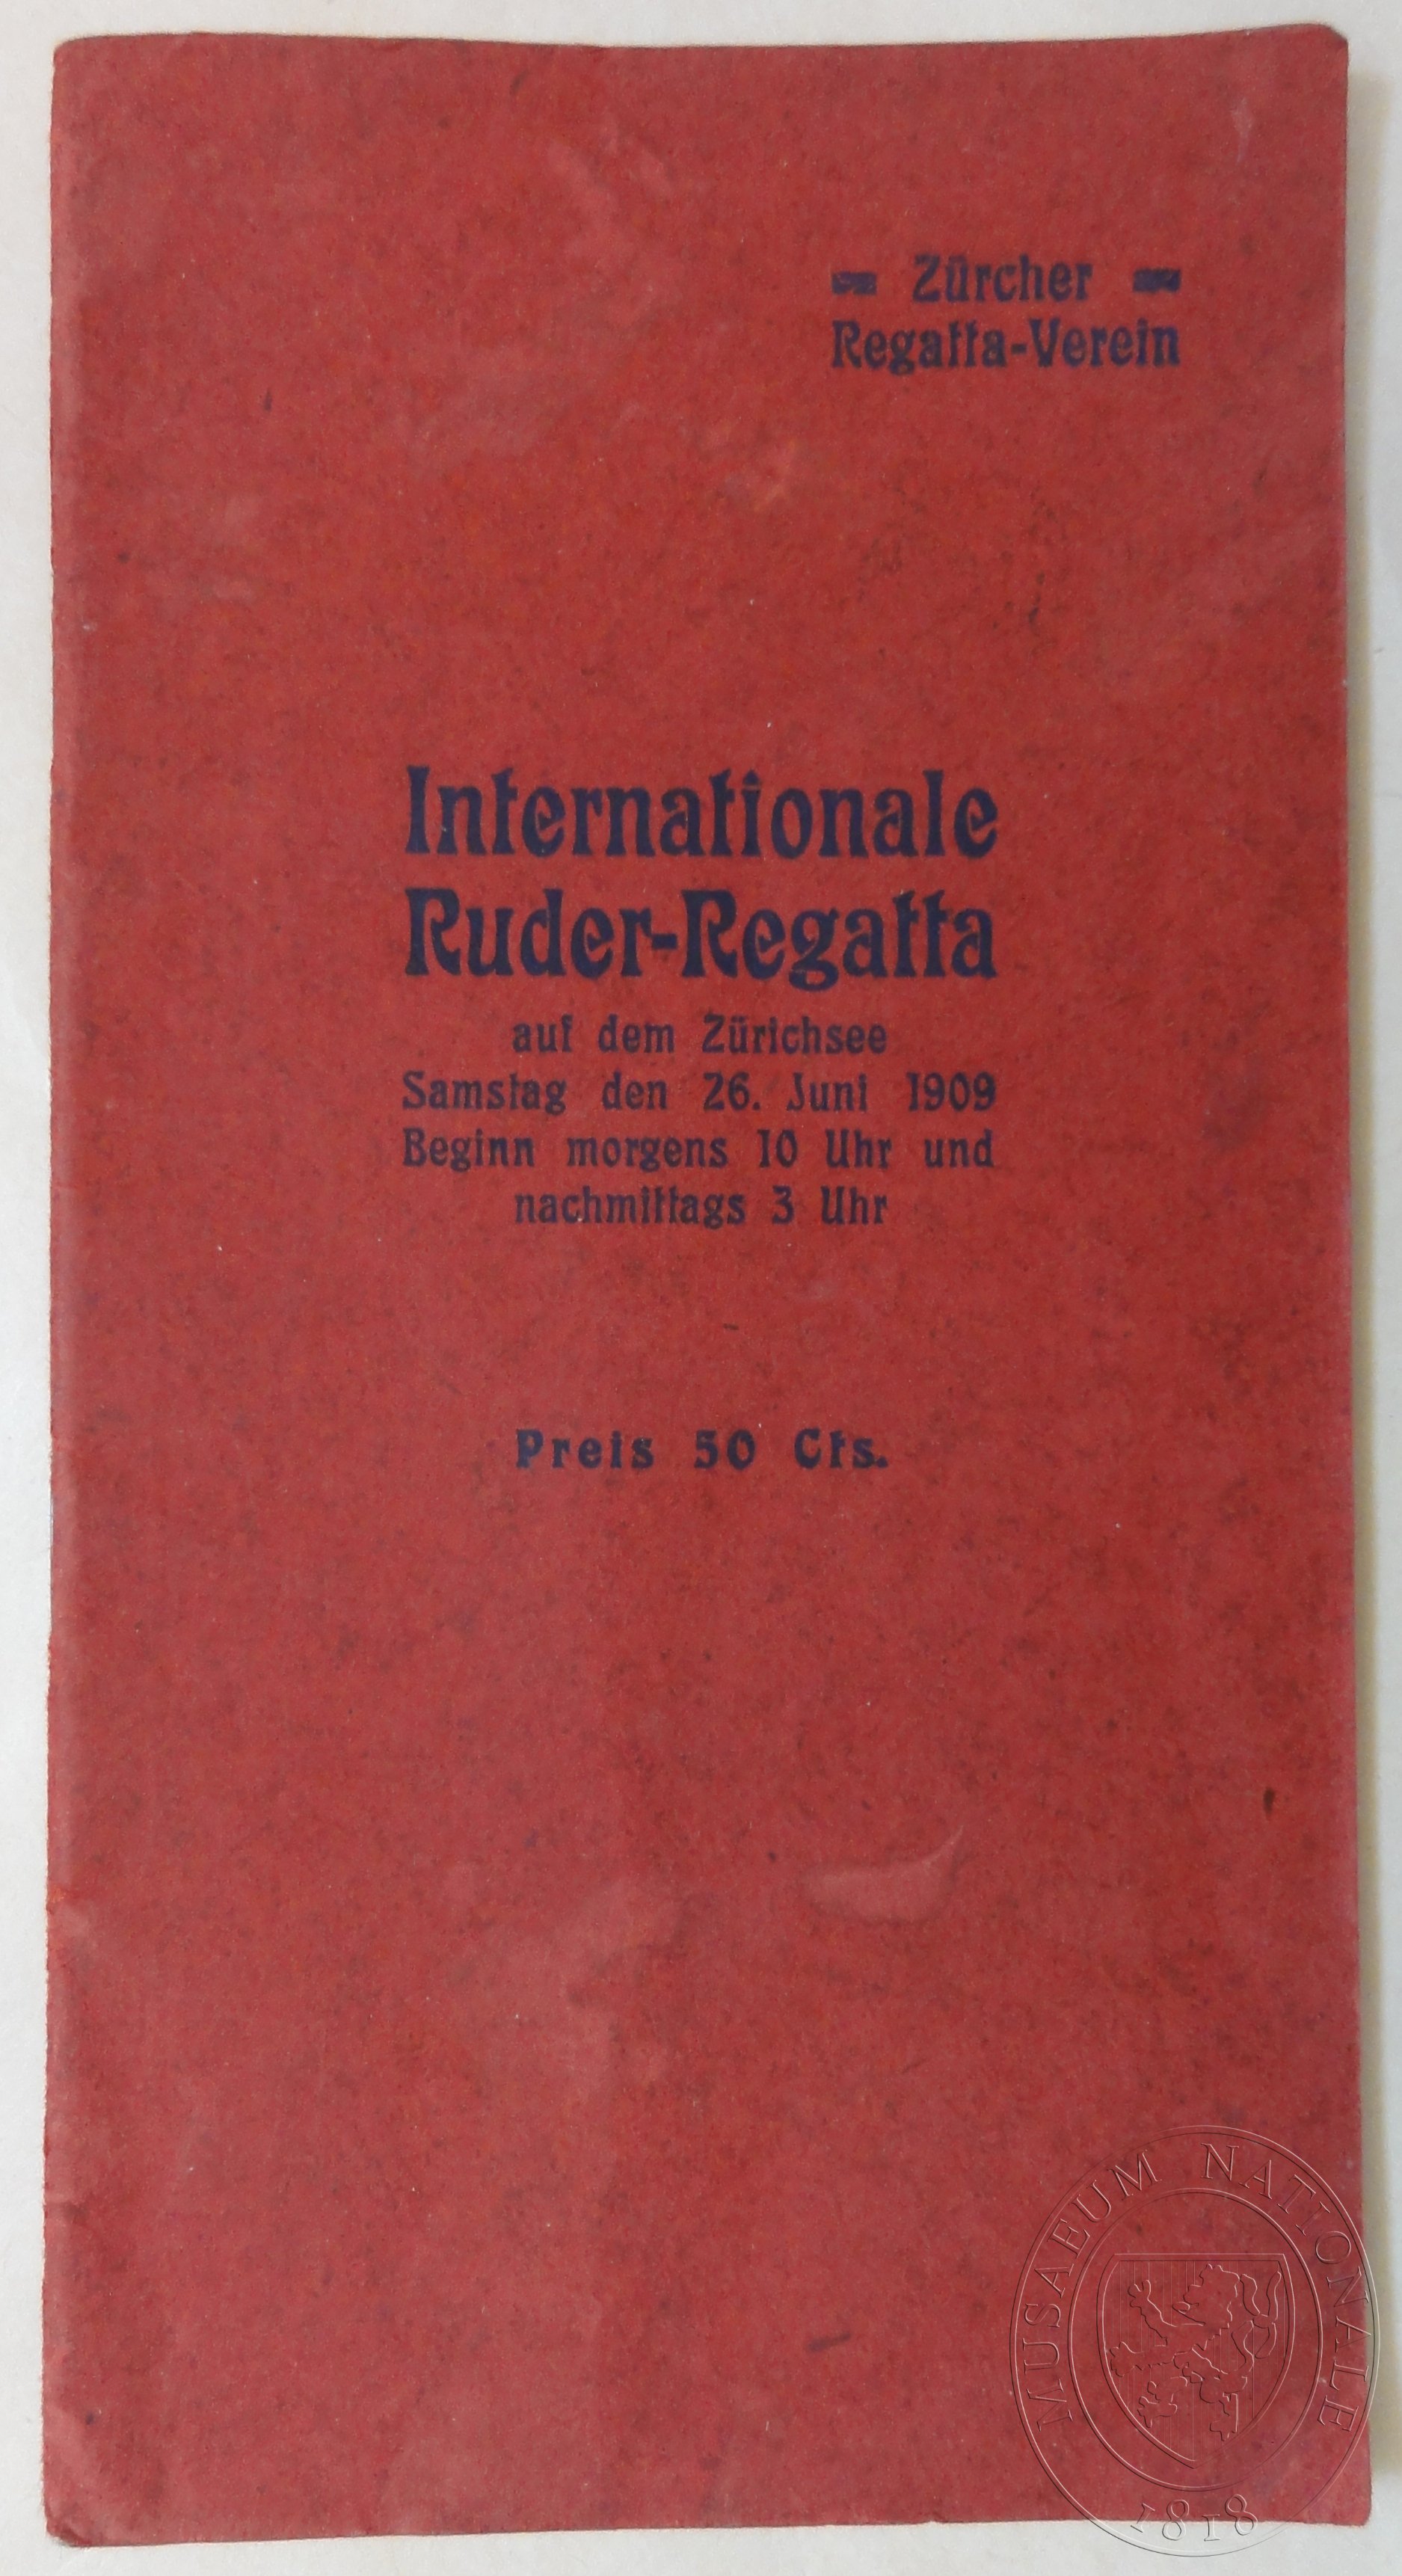 Zürcher
Regatta-Verein
Internationale
Ruder-Regatta
auf dem Zürichsee
Samstag den 26. Juni 1909
Beginn morgens 10 Uhr und
nachmittags 3 Uhr
Preis 50 Cts.
MUSAEUM NATIONALE
1818